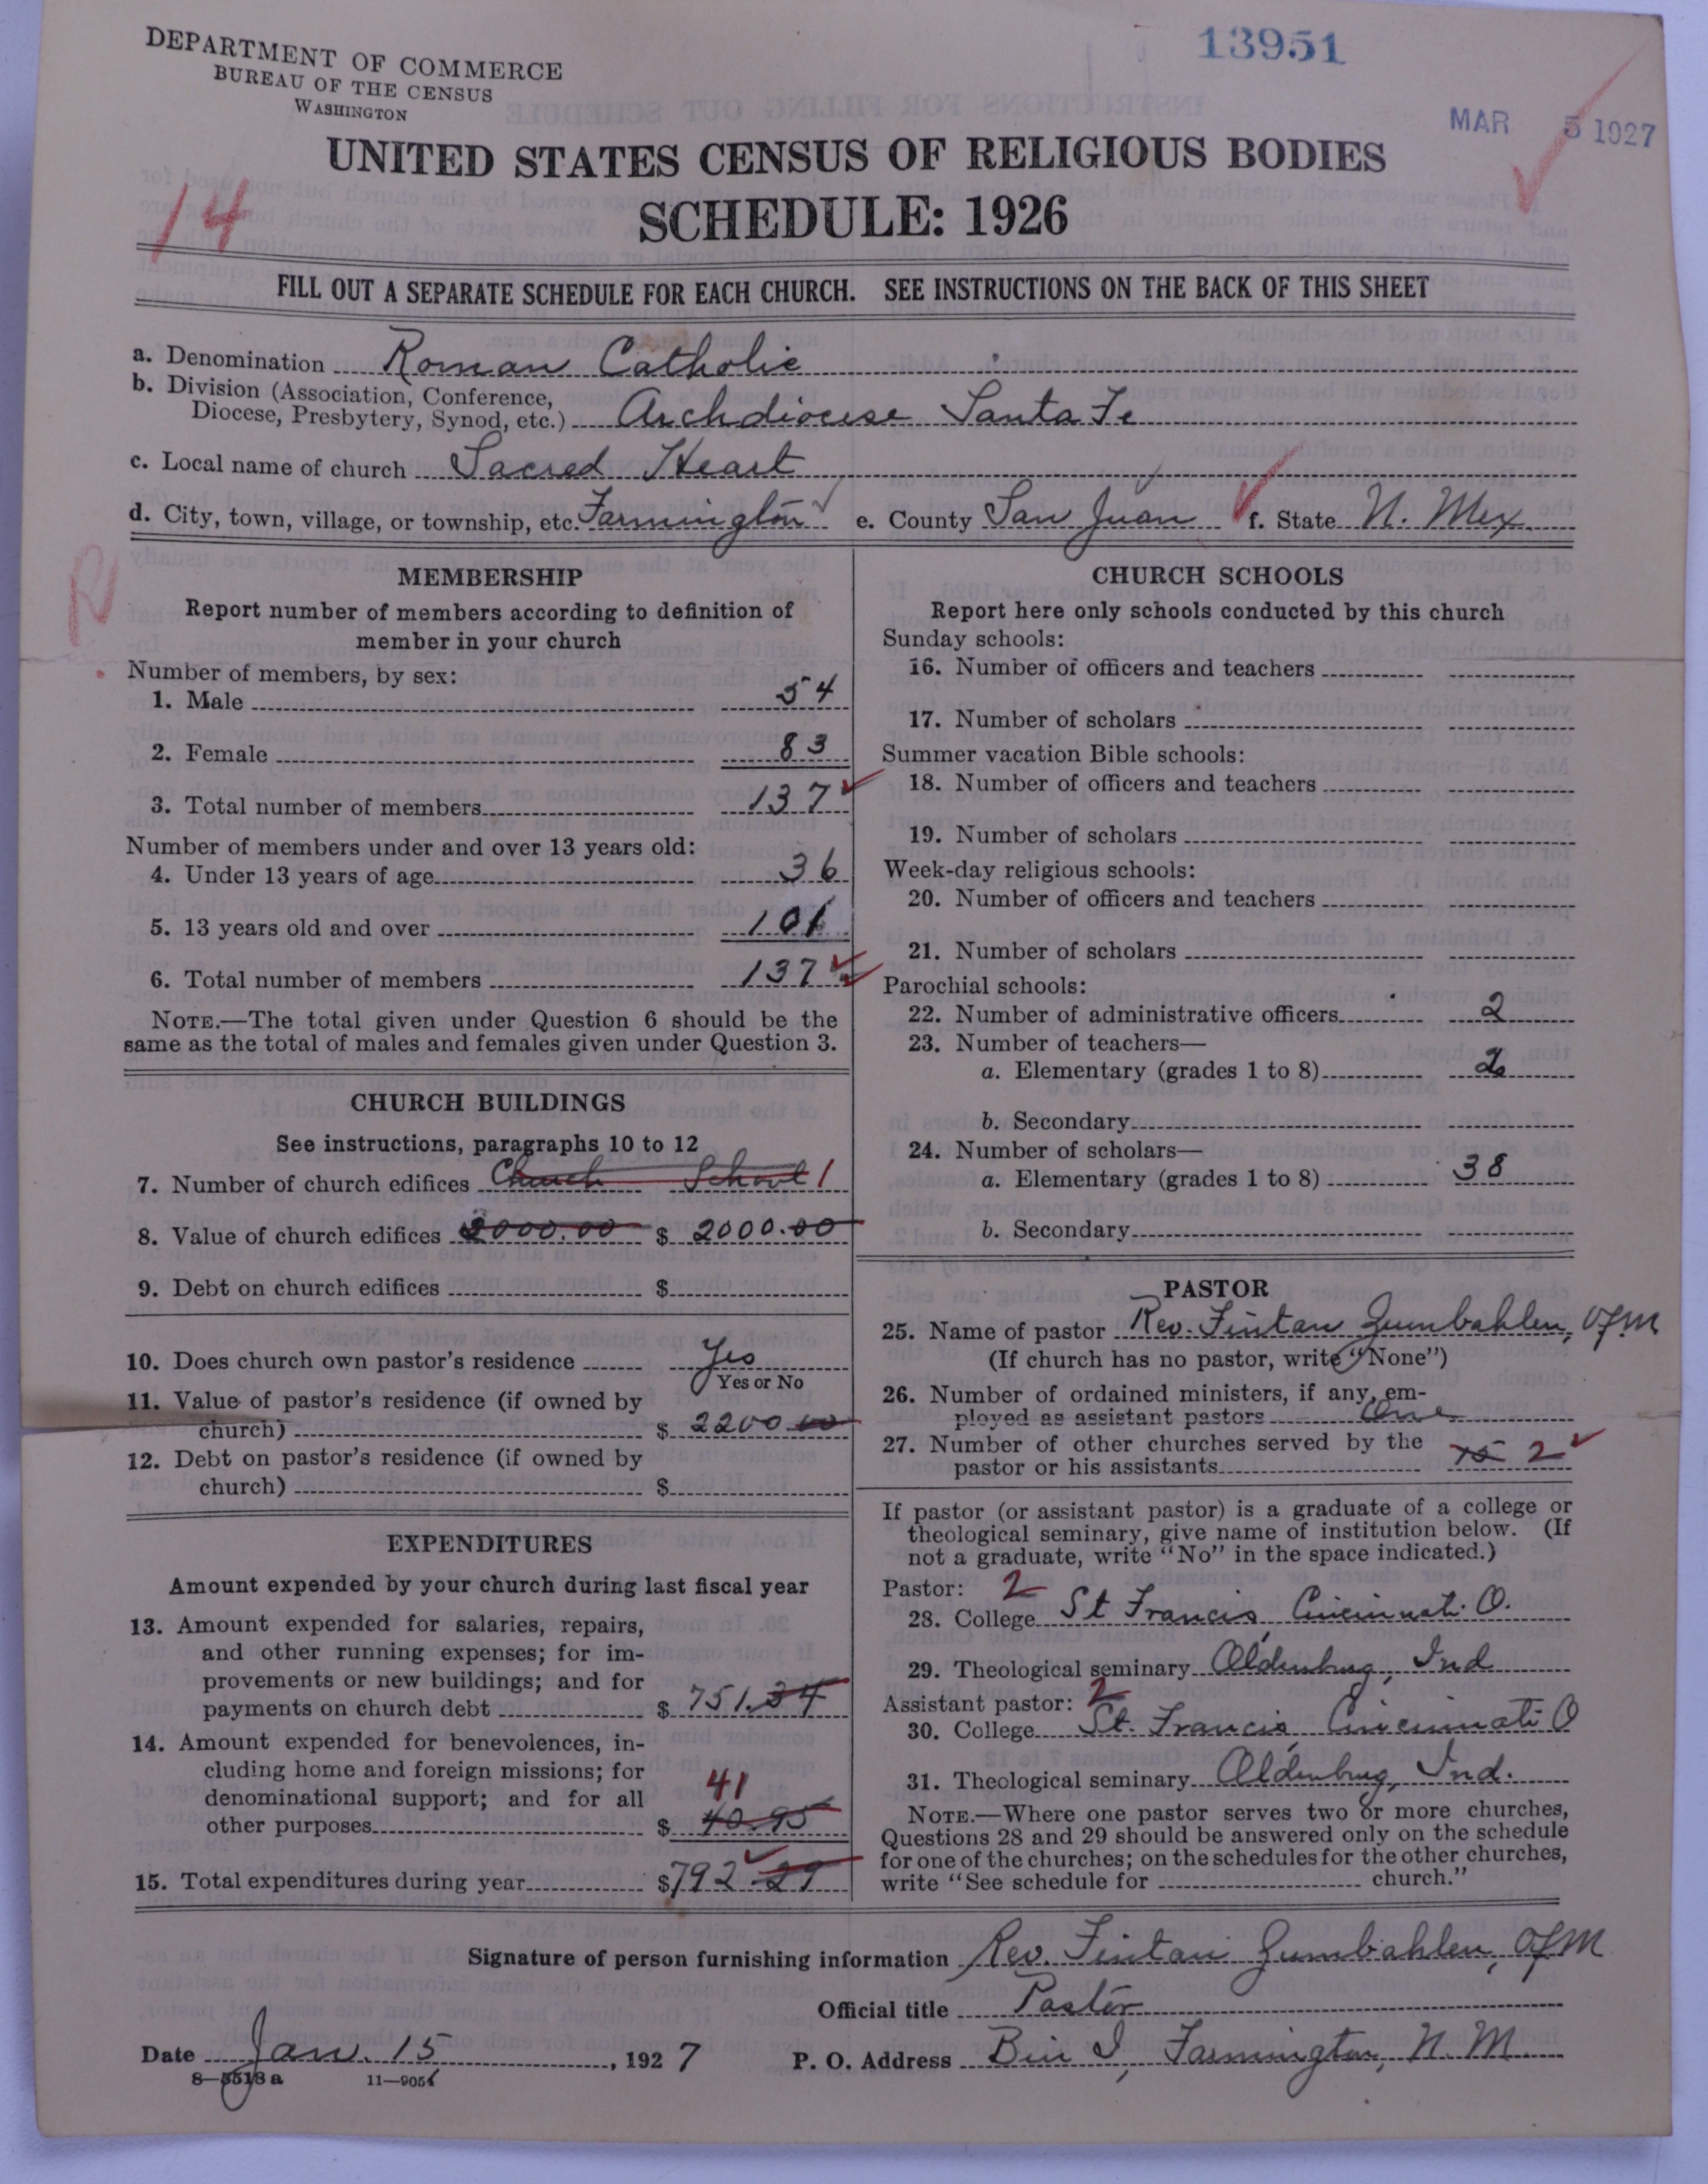 DEPARTMENT OF COMMERCE
BUREAU OF THE CENSUS
WASHINGTON
13951
MAR 5 1927
UNITED STATES CENSUS OF RELIGIOUS BODIES
SCHEDULE: 1926
14
FILL OUT A SEPARATE SCHEDULE FOR EACH CHURCH. SEE INSTRUCTIONS ON THE BACK OF THIS SHEET
a. Denomination Roman Catholic
b. Division (Association, Conference,
Diocese, Presbytery, Synod, etc.) Archdiocese Santa Fe
c. Local name of church Sacred Heart
d. City, town, village, or township, etc. Farmington e. County San Juan f. State N. Mex.
R
MEMBERSHIP
Report number of members according to definition of
member in your church
Number of members, by sex:
1. Male 54
2. Female 83
3. Total number of members 137
Number of members under and over 13 years old:
4. Under 13 years of age 36
5. 13 years old and over 101
6. Total number of members 137
NOTE.—The total given under Question 6 should be the
same as the total of males and females given under Question 3.
CHURCH BUILDINGS
See instructions, paragraphs 10 to 12
7. Number of church edifices Church School 1
8. Value of church edifices 2000.00 $ 2000.00
9. Debt on church edifices $
10. Does church own pastor's residence Yes
Yes or No
11. Value of pastor's residence (if owned by
church) $ 2200.00
12. Debt on pastor's residence (if owned by
church) $
EXPENDITURES
Amount expended by your church during last fiscal year
13. Amount expended for salaries, repairs,
and other running expenses; for im-
provements or new buildings; and for
payments on church debt $ 751.34
14. Amount expended for benevolences, in-
cluding home and foreign missions; for
denominational support; and for all 41
other purposes $ 40.95
15. Total expenditures during year $792.29
CHURCH SCHOOLS
Report here only schools conducted by this church
Sunday schools:
16. Number of officers and teachers
17. Number of scholars
Summer vacation Bible schools:
18. Number of officers and teachers
19. Number of scholars
Week-day religious schools:
20. Number of officers and teachers
21. Number of scholars
Parochial schools:
22. Number of administrative officers 2
23. Number of teachers—
a. Elementary (grades 1 to 8) 2
b. Secondary
24. Number of scholars—
a. Elementary (grades 1 to 8) 38
b. Secondary
PASTOR
25. Name of pastor Rev. Fintan Zumbahlen, OFM
(If church has no pastor, write "None")
26. Number of ordained ministers, if any, em-
ployed as assistant pastors One
27. Number of other churches served by the
pastor or his assistants 15 2
If pastor (or assistant pastor) is a graduate of a college or
theological seminary, give name of institution below. (If
not a graduate, write "No" in the space indicated.)
Pastor: 2
28. College St Francis, Cincinnati. O.
29. Theological seminary Oldenburg, Ind
Assistant pastor: 2
30. College St. Francis, Cincinnati O
31. Theological seminary Oldenburg, Ind.
NOTE.—Where one pastor serves two or more churches,
Questions 28 and 29 should be answered only on the schedule
for one of the churches; on the schedules for the other churches,
write "See schedule for church."
Signature of person furnishing information Rev. Fintan Zumbahlen, OFM
Official title Pastor
Date Jan. 15, 1927 P. O. Address Farmington, N. M.
8—5518a 11—9051